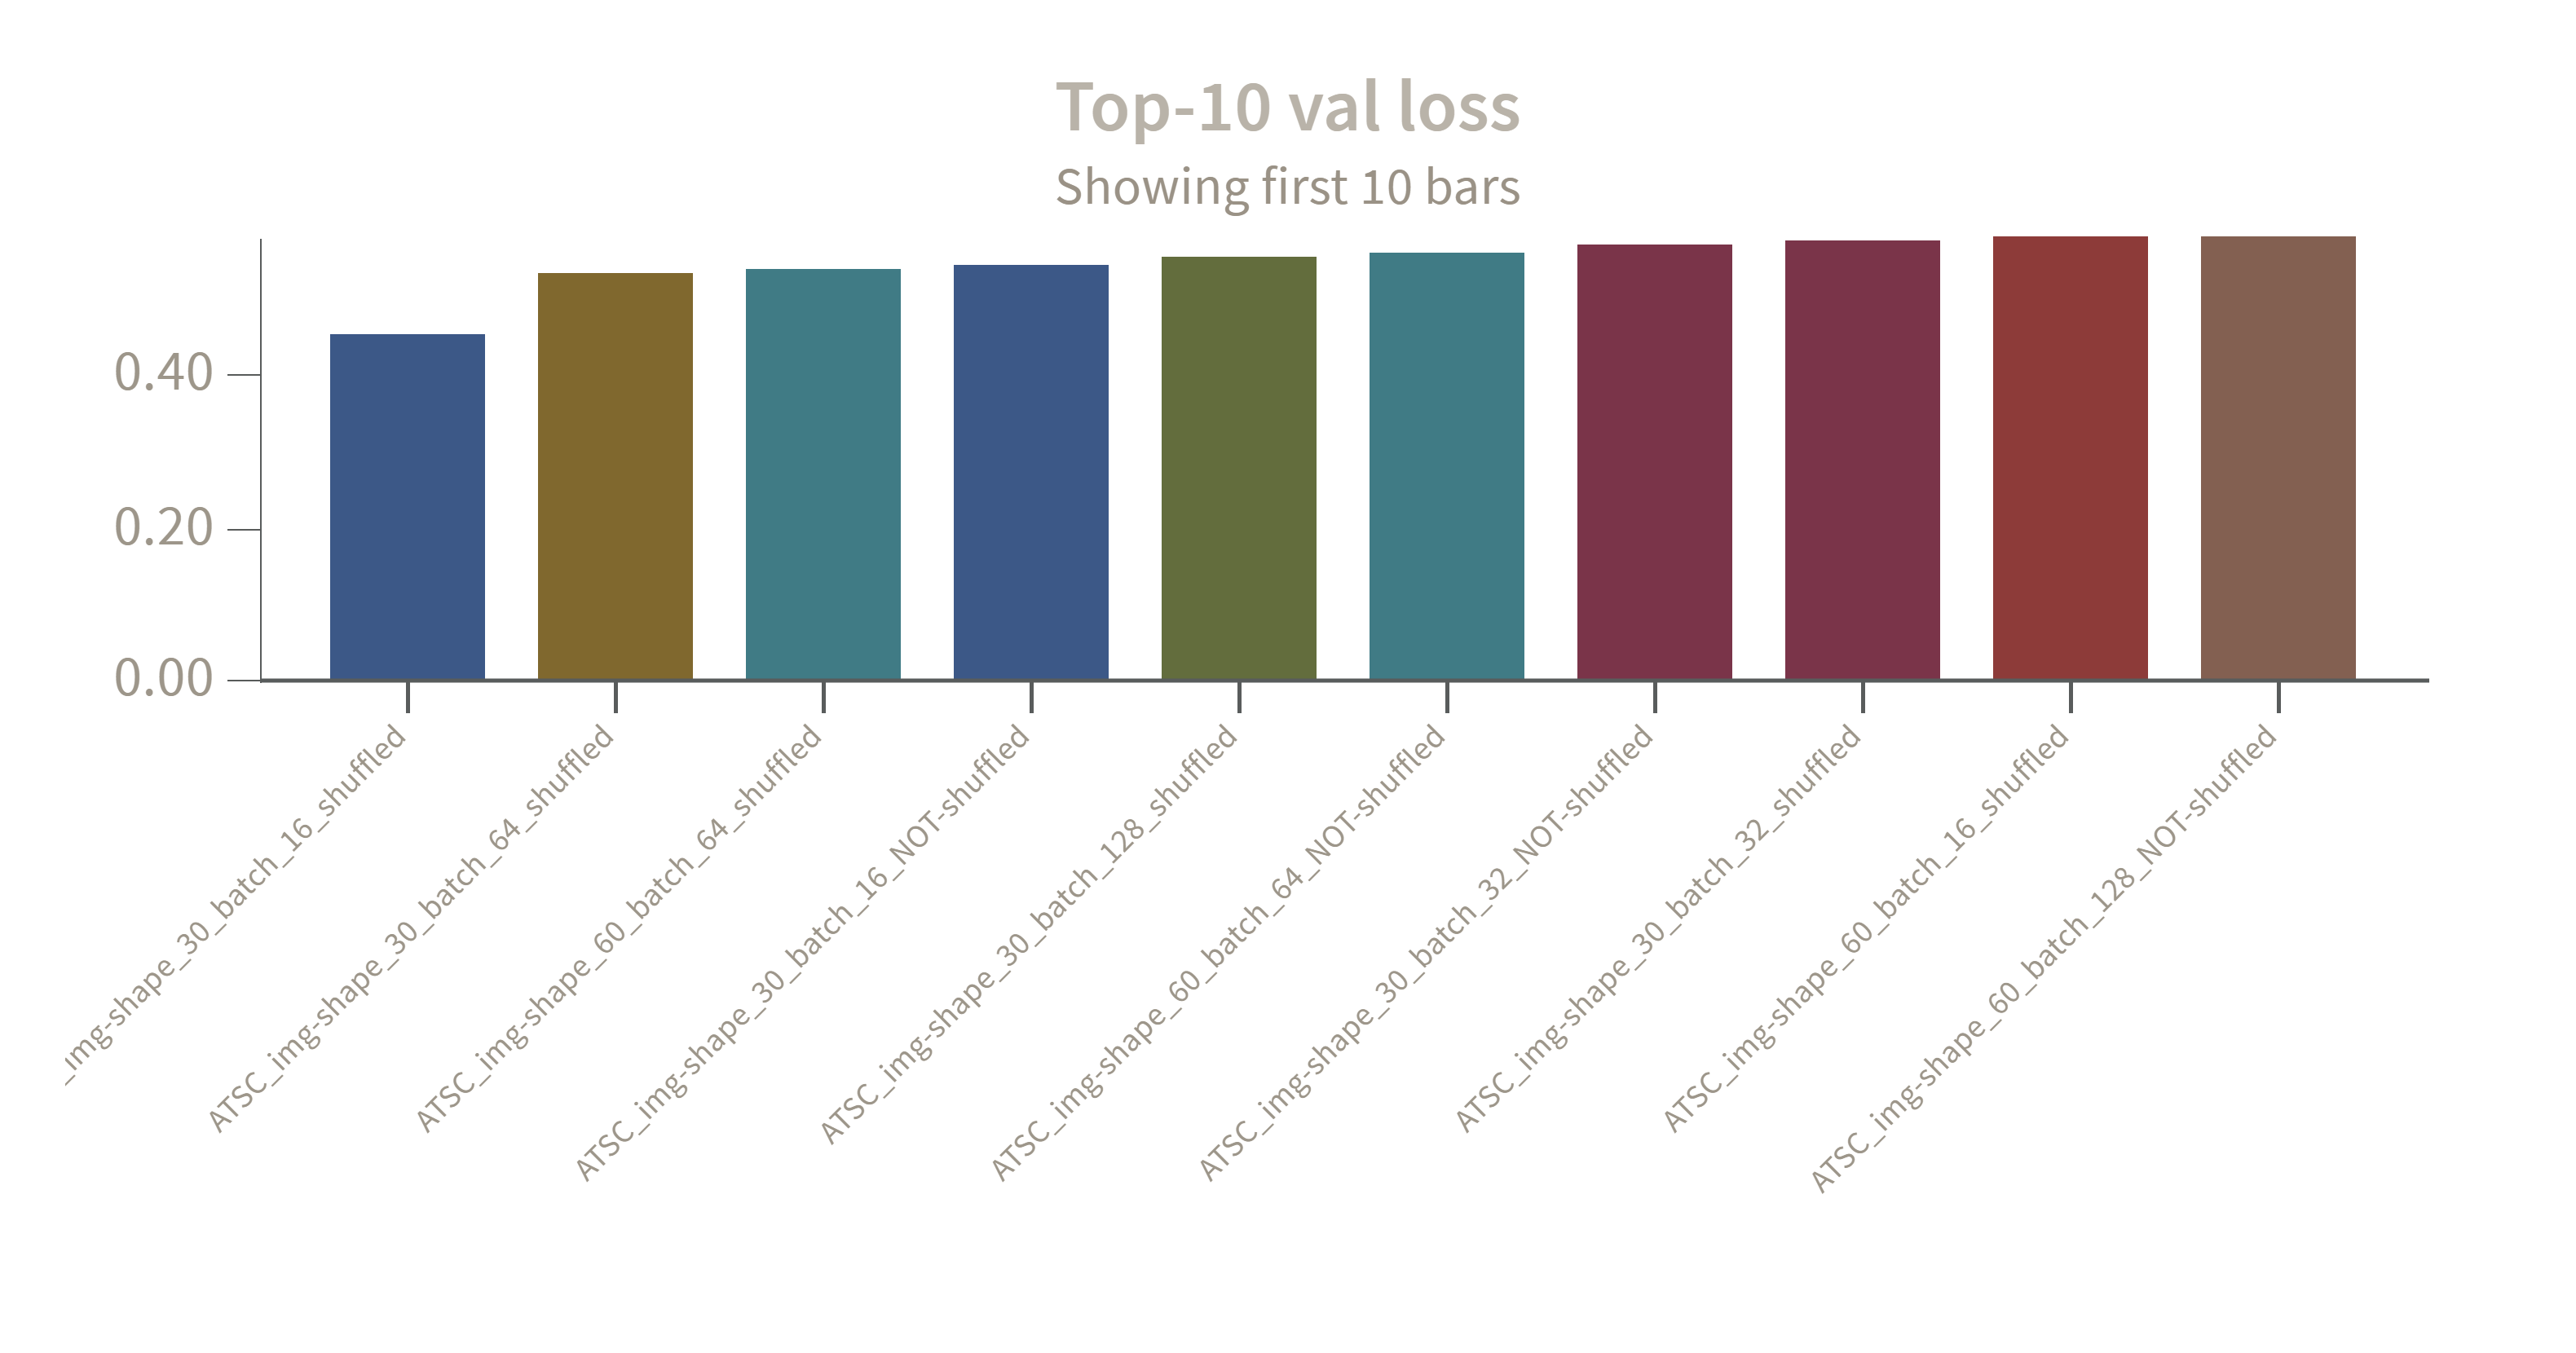 Top-10 val loss
Showing first 10 bars
0.40
0.20
0.00
_img-shape_30_batch_16_shuffled
ATSC_img-shape_30_batch_64_shuffled
ATSC_img-shape_60_batch_64_shuffled
ATSC_img-shape_30_batch_16_NOT-shuffled
ATSC_img-shape_30_batch_128_shuffled
ATSC_img-shape_60_batch_64_NOT-shuffled
ATSC_img-shape_30_batch_32_NOT-shuffled
ATSC_img-shape_30_batch_32_shuffled
ATSC_img-shape_60_batch_16_shuffled
ATSC_img-shape_60_batch_128_NOT-shuffled